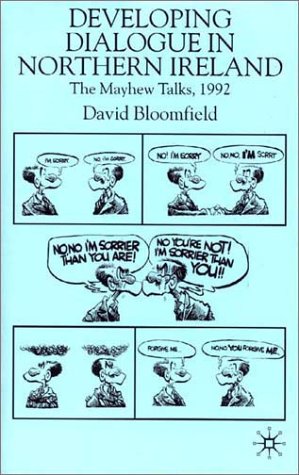 DEVELOPING
DIALOGUE IN
NORTHERN IRELAND
The Mayhew Talks, 1992
David Bloomfield
I'M SORRY
NO, I'M SORRY
NO! I'M SORRY
NO, NO, I'M SORRY
NO, NO I'M SORRIER
THAN YOU ARE!
NO YOU'RE NOT!
I'M SORRIER THAN
YOU!!
FORGIVE ME...
NO, NO, YOU FORGIVE ME.